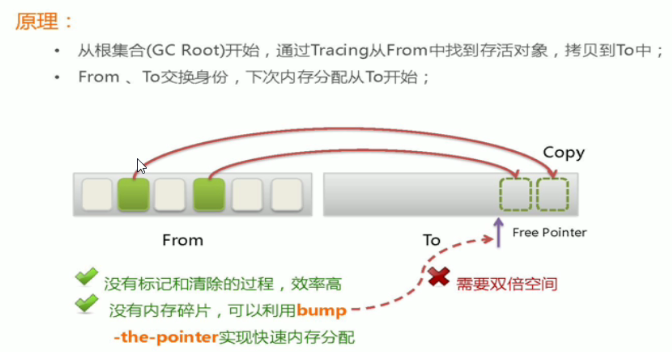 原理：
• 从根集合(GC Root)开始，通过Tracing从From中找到存活对象，拷贝到To中；
• From 、To交换身份，下次内存分配从To开始；
Copy
From
To
Free Pointer
没有标记和清除的过程，效率高
需要双倍空间
没有内存碎片，可以利用bump
-the-pointer实现快速内存分配